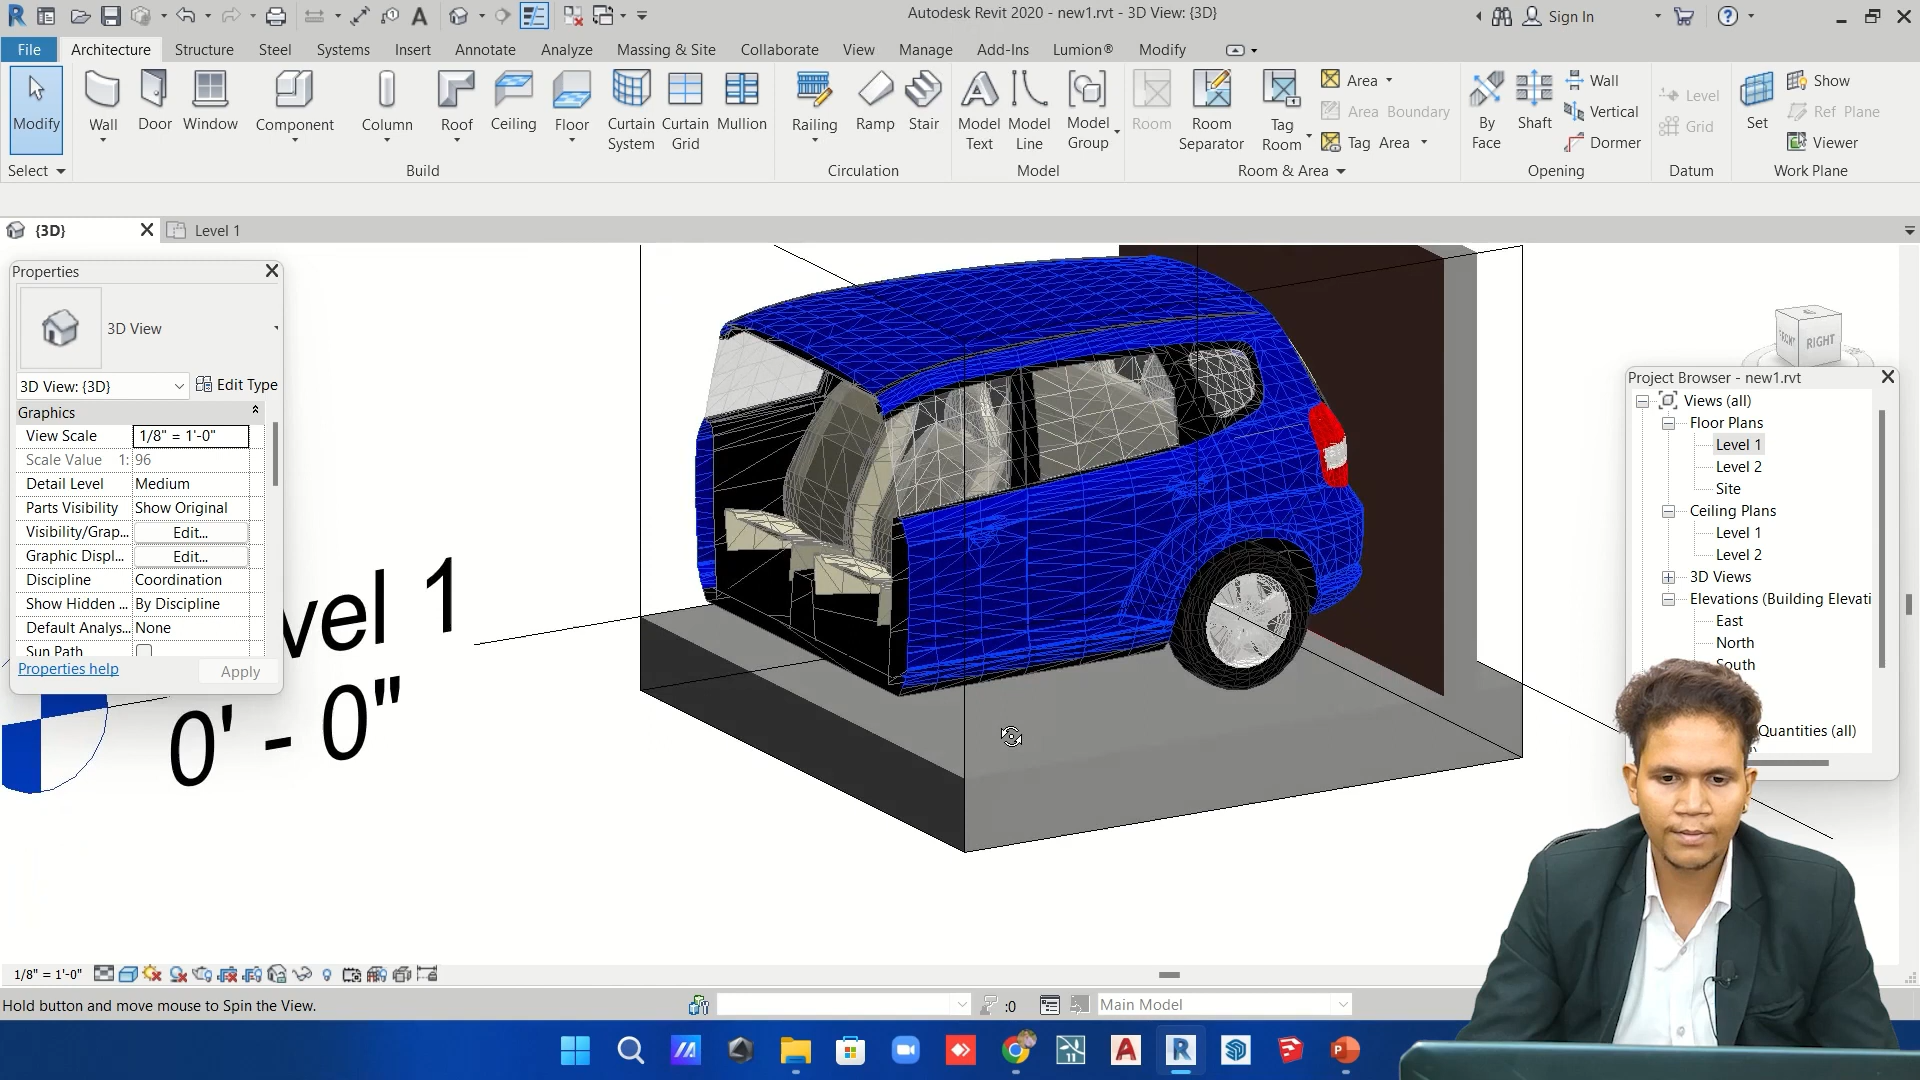 Autodesk Revit 2020 - new1.rvt - 3D View: {3D}
Sign In
File Architecture Structure Steel Systems Insert Annotate Analyze Massing & Site Collaborate View Manage Add-Ins Lumion® Modify
Modify Wall Door Window Component Column Roof Ceiling Floor Curtain System Curtain Grid Mullion Railing Ramp Stair Model Text Model Line Model Group Room Room Separator Tag Room
Area
Area Boundary
Tag Area
By Face Shaft
Wall
Vertical
Dormer
Level
Grid
Set
Show
Ref Plane
Viewer
Select Build Circulation Model Room & Area Opening Datum Work Plane
{3D} Level 1
Properties
3D View
3D View: {3D} Edit Type
Graphics
View Scale 1/8" = 1'-0"
Scale Value 1: 96
Detail Level Medium
Parts Visibility Show Original
Visibility/Grap... Edit...
Graphic Displ... Edit...
Discipline Coordination
Show Hidden ... By Discipline
Default Analys... None
Sun Path
Properties help Apply
vel 1
0' - 0"
FRONT RIGHT
Project Browser - new1.rvt
Views (all)
Floor Plans
Level 1
Level 2
Site
Ceiling Plans
Level 1
Level 2
3D Views
Elevations (Building Elevati
East
North
South
Quantities (all)
1/8" = 1'-0"
Hold button and move mouse to Spin the View.
:0
Main Model
11